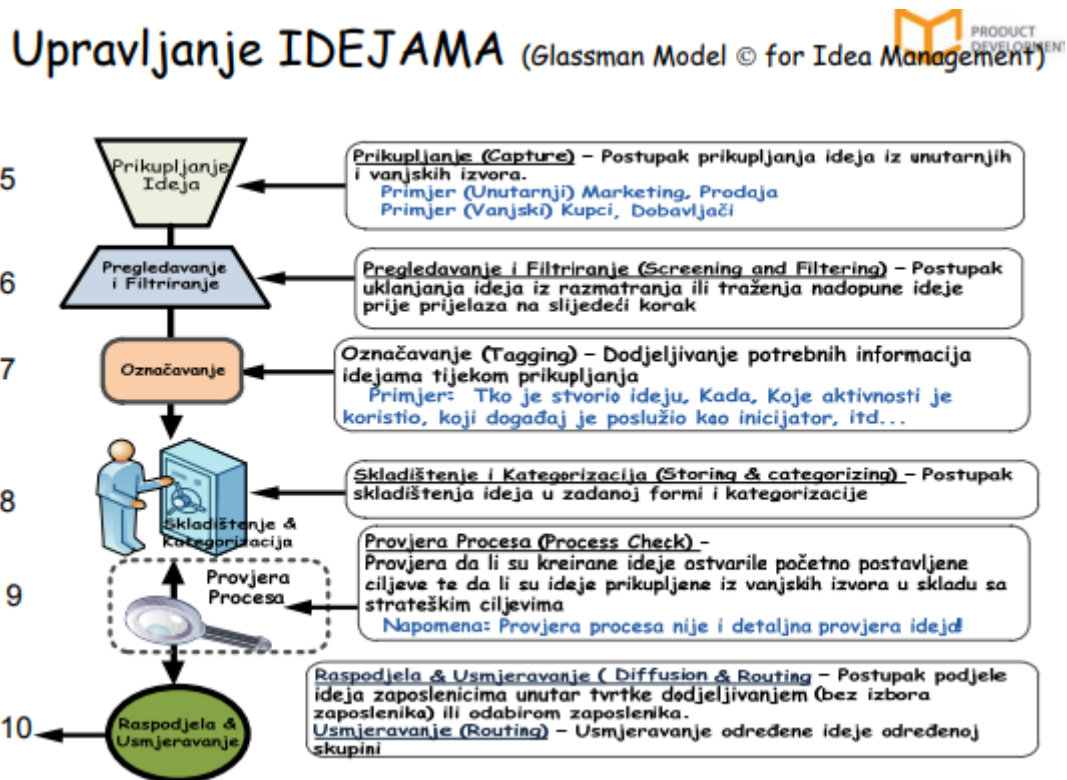 Upravljanje IDEJAMA (Glassman Model © for Idea Management)
PRODUCT
DEVELOPMENT
5
Prikupljanje
Ideja
Prikupljanje (Capture) – Postupak prikupljanja ideja iz unutarnjih
i vanjskih izvora.
Primjer (Unutarnji) Marketing, Prodaja
Primjer (Vanjski) Kupci, Dobavljači
6
Pregledavanje
i Filtriranje
Pregledavanje i Filtriranje (Screening and Filtering) – Postupak
uklanjanja ideja iz razmatranja ili traženja nadopune ideje
prije prijelaza na slijedeći korak
7
Označavanje
Označavanje (Tagging) – Dodjeljivanje potrebnih informacija
idejama tijekom prikupljanja
Primjer: Tko je stvorio ideju, Kada, Koje aktivnosti je
koristio, koji događaj je poslužio kao inicijator, itd...
8
Skladištenje &
Kategorizacija
Skladištenje i Kategorizacija (Storing & categorizing) – Postupak
skladištenja ideja u zadanoj formi i kategorizacije
9
Provjera
Procesa
Provjera Procesa (Process Check) –
Provjera da li su kreirane ideje ostvarile početno postavljene
ciljeve te da li su ideje prikupljene iz vanjskih izvora u skladu sa
strateškim ciljevima
Napomena: Provjera procesa nije i detaljna provjera ideja!
10
Raspodjela &
Usmjeravanje
Raspodjela & Usmjeravanje ( Diffusion & Routing – Postupak podjele
ideja zaposlenicima unutar tvrtke dodjeljivanjem (bez izbora
zaposlenika) ili odabirom zaposlenika.
Usmjeravanje (Routing) – Usmjeravanje određene ideje određenoj
skupini